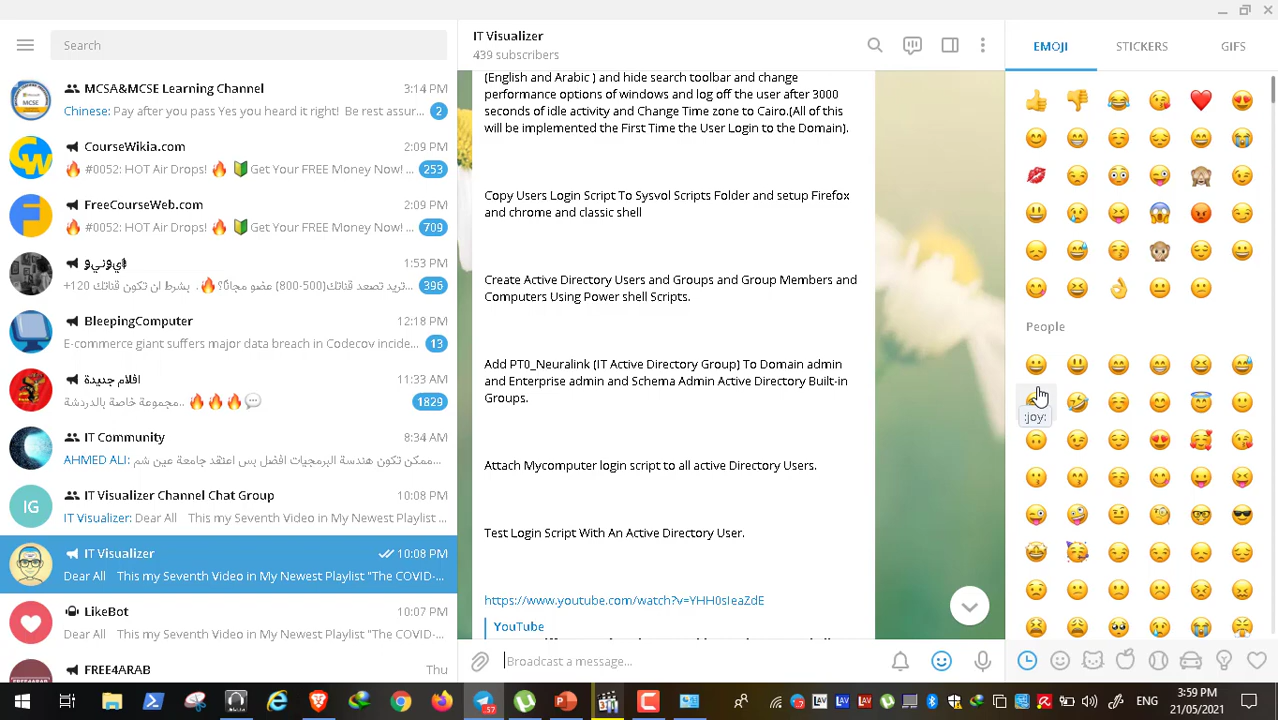 Search
MCSA&MCSE Learning Channel 3:14 PM
Chinese: Pay after you pass Yes you heard it right! Be rest assur... 2
CourseWikia.com 2:09 PM
#0052: HOT Air Drops! Get Your FREE Money Now! ... 253
FreeCourseWeb.com 2:09 PM
#0052: HOT Air Drops! Get Your FREE Money Now! ... 709
1:53 PM
تريد تصعد قناتك(500-800) عضو مجاناً؟🔥. بشرط ان تكون قناتك 120+ 396
BleepingComputer 12:18 PM
E-commerce giant suffers major data breach in Codecov incide... 13
افلام جديدة 11:33 AM
مجموعة خاصة بالدردشة.. 1829
IT Community 8:34 AM
AHMED ALI: ممكن تكون هندسة البرمجيات افضل بس اعتقد جامعة عين شم...
IG
IT Visualizer Channel Chat Group 10:08 PM
IT Visualizer: Dear All This my Seventh Video in My Newest Playlist ...
IT Visualizer 10:08 PM
Dear All This my Seventh Video in My Newest Playlist "The COVID-...
LikeBot 10:07 PM
Dear All This my Seventh Video in My Newest Playlist "The COVID-...
FREE4ARAB Thu
IT Visualizer
439 subscribers
(English and Arabic ) and hide search toolbar and change
performance options of windows and log off the user after 3000
seconds of idle activity and Change Time zone to Cairo.(All of this
will be implemented the First Time the User Login to the Domain).
Copy Users Login Script To Sysvol Scripts Folder and setup Firefox
and chrome and classic shell
Create Active Directory Users and Groups and Group Members and
Computers Using Power shell Scripts.
Add PT0_Neuralink (IT Active Directory Group) To Domain admin
and Enterprise admin and Schema Admin Active Directory Built-in
Groups.
Attach Mycomputer login script to all active Directory Users.
Test Login Script With An Active Directory User.
https://www.youtube.com/watch?v=YHH0sIeaZdE
YouTube
Broadcast a message...
EMOJI STICKERS GIFS
People
:joy:
57
LAV LAV LAV
ENG
3:59 PM
21/05/2021